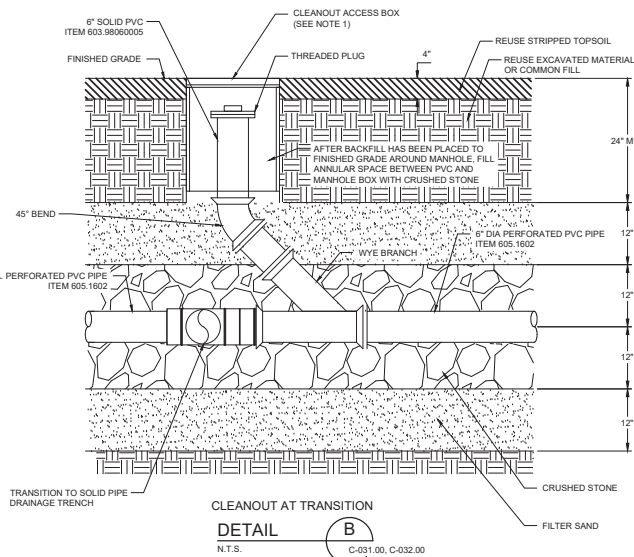 6" SOLID PVC
ITEM 603.98060005
CLEANOUT ACCESS BOX
(SEE NOTE 1)
FINISHED GRADE
THREADED PLUG
4"
REUSE STRIPPED TOPSOIL
REUSE EXCAVATED MATERIAL
OR COMMON FILL
24" M
AFTER BACKFILL HAS BEEN PLACED TO
FINISHED GRADE AROUND MANHOLE, FILL
ANNULAR SPACE BETWEEN PVC AND
MANHOLE BOX WITH CRUSHED STONE
45° BEND
6" DIA PERFORATED PVC PIPE
ITEM 605.1602
12"
WYE BRANCH
PERFORATED PVC PIPE
ITEM 605.1602
12"
12"
12"
TRANSITION TO SOLID PIPE
DRAINAGE TRENCH
CRUSHED STONE
FILTER SAND
CLEANOUT AT TRANSITION
DETAIL B
N.T.S. C-031.00, C-032.00